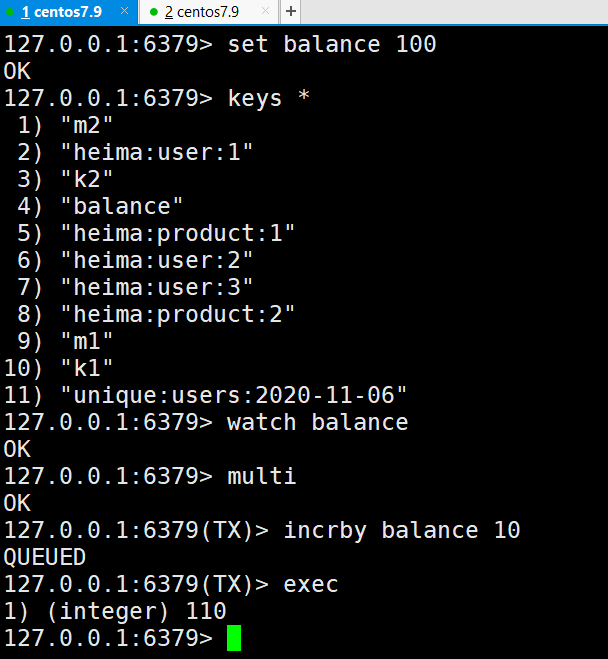 1 centos7.9 × 2 centos7.9 × +
127.0.0.1:6379> set balance 100
OK
127.0.0.1:6379> keys *
 1) "m2"
 2) "heima:user:1"
 3) "k2"
 4) "balance"
 5) "heima:product:1"
 6) "heima:user:2"
 7) "heima:user:3"
 8) "heima:product:2"
 9) "m1"
10) "k1"
11) "unique:users:2020-11-06"
127.0.0.1:6379> watch balance
OK
127.0.0.1:6379> multi
OK
127.0.0.1:6379(TX)> incrby balance 10
QUEUED
127.0.0.1:6379(TX)> exec
1) (integer) 110
127.0.0.1:6379>